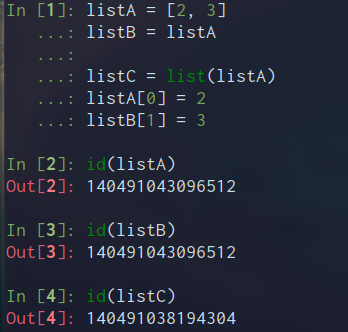 In [1]: listA = [2, 3]
   ...: listB = listA
   ...:
   ...: listC = list(listA)
   ...: listA[0] = 2
   ...: listB[1] = 3
In [2]: id(listA)
Out[2]: 140491043096512
In [3]: id(listB)
Out[3]: 140491043096512
In [4]: id(listC)
Out[4]: 140491038194304